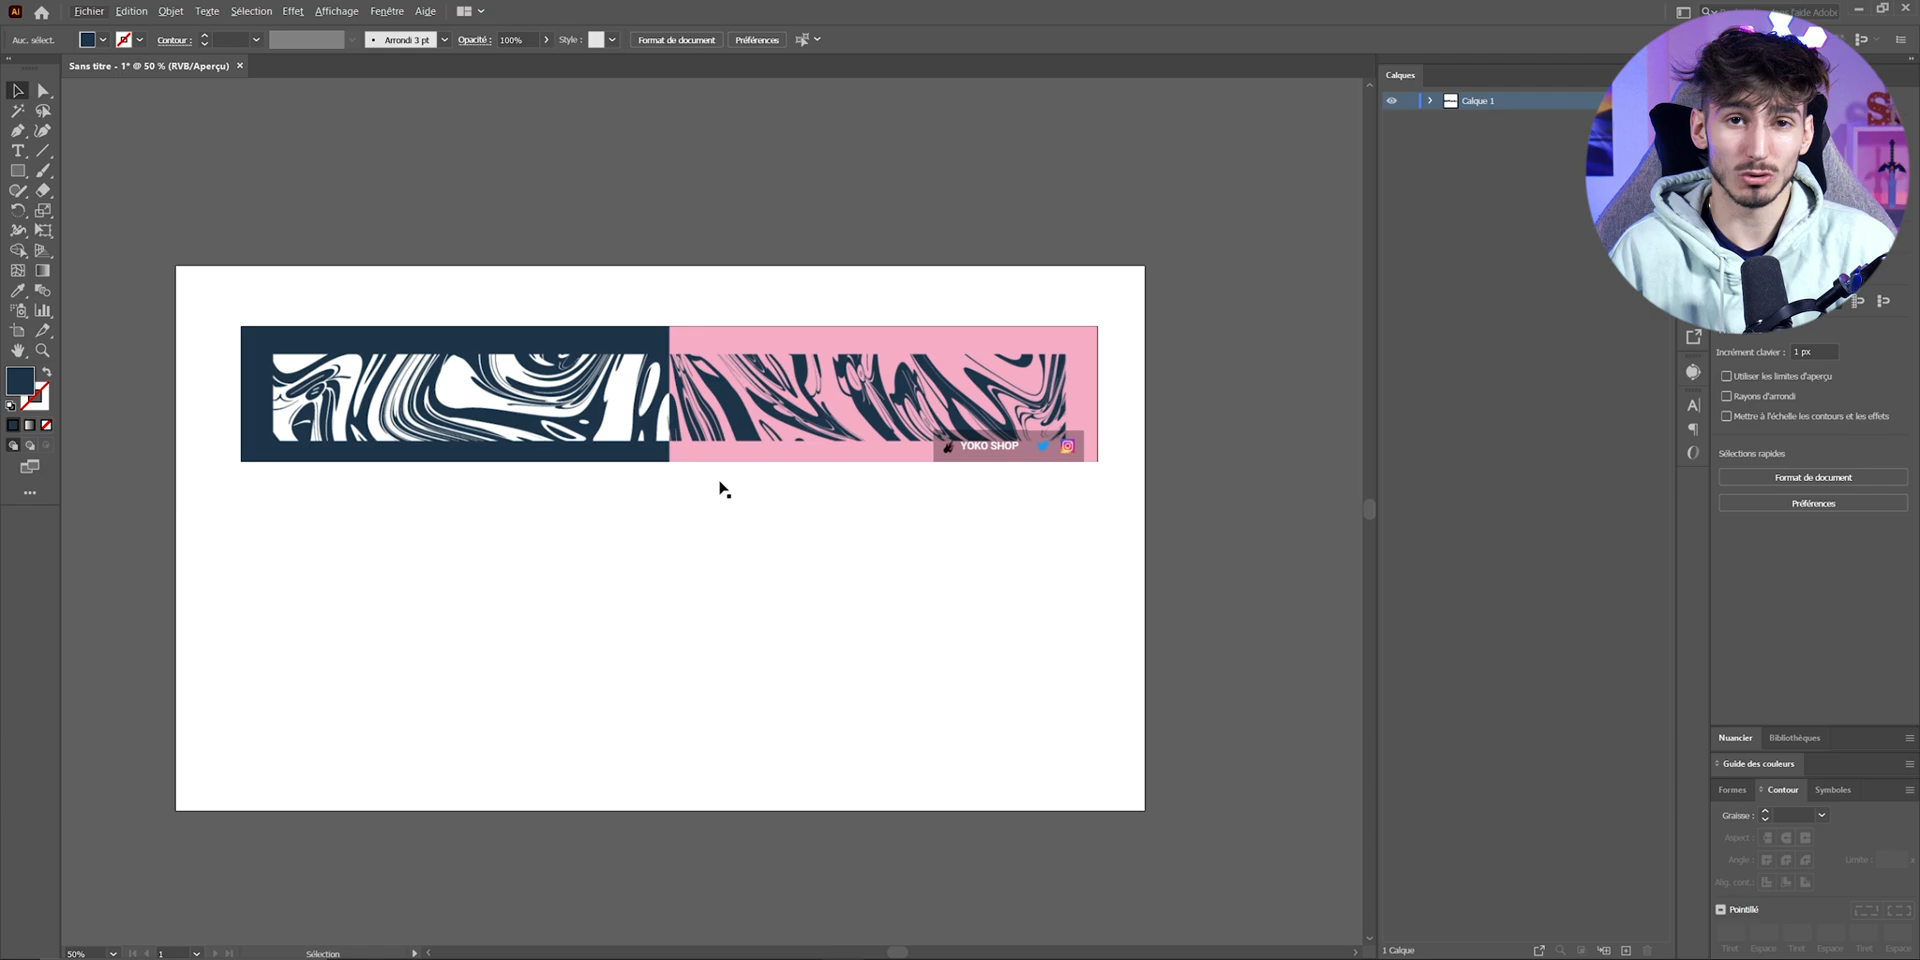 Ai Fichier Edition Objet Texte Sélection Effet Affichage Fenêtre Aide
Auc. sélect. Contour : Arrondi 3 pt Opacité : 100% Style : Format de document Préférences
Sans titre - 1* @ 50 % (RVB/Aperçu) ×
Calques
Calque 1
YOKO SHOP
Incrément clavier : 1 px
Utiliser les limites d'aperçu
Rayons d'arrondi
Mettre à l'échelle les contours et les effets
Sélections rapides
Format de document
Préférences
Nuancier Bibliothèques
Guide des couleurs
Formes Contour Symboles
Graisse :
Aspect :
Angle : Limite : x
Alig. cont. :
Pointillé
Tiret Espace Tiret Espace Tiret Espace
50% 1 Sélection
1 Calque